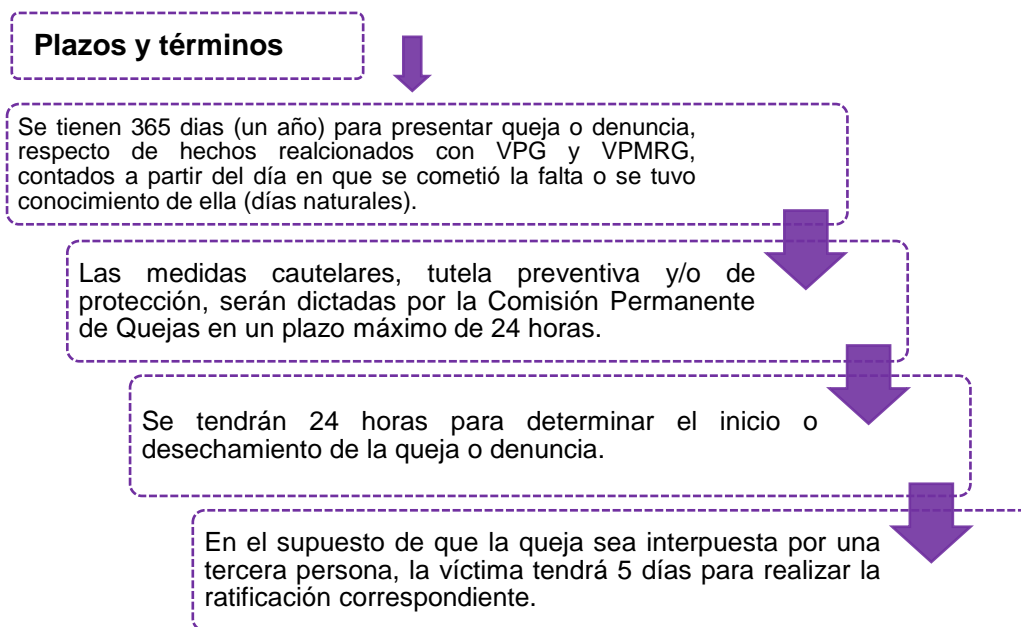 Plazos y términos
Se tienen 365 dias (un año) para presentar queja o denuncia,
respecto de hechos realcionados con VPG y VPMRG,
contados a partir del día en que se cometió la falta o se tuvo
conocimiento de ella (días naturales).
Las medidas cautelares, tutela preventiva y/o de
protección, serán dictadas por la Comisión Permanente
de Quejas en un plazo máximo de 24 horas.
Se tendrán 24 horas para determinar el inicio o
desechamiento de la queja o denuncia.
En el supuesto de que la queja sea interpuesta por una
tercera persona, la víctima tendrá 5 días para realizar la
ratificación correspondiente.